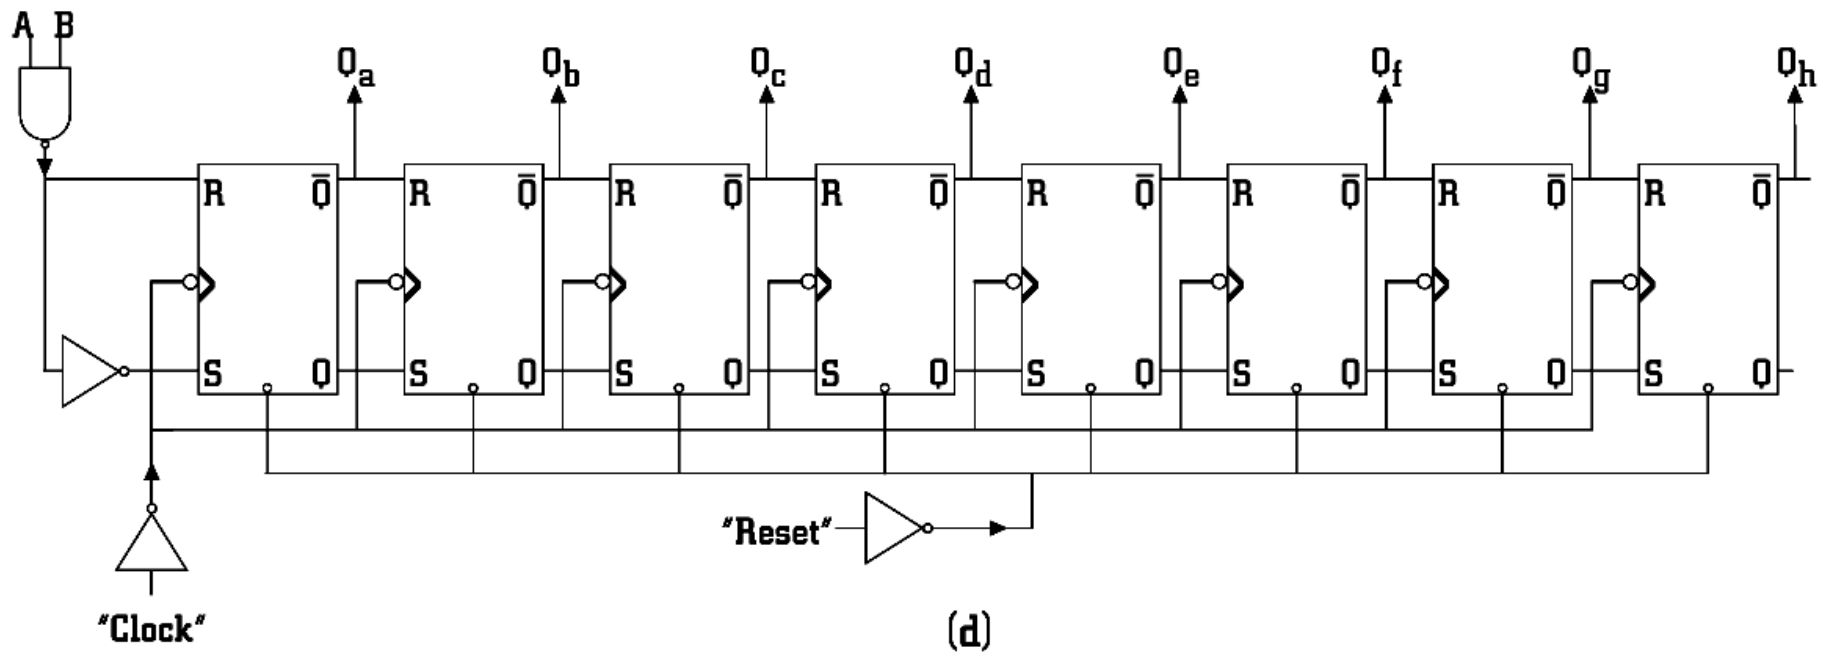 A B
Qa Qb Qc Qd Qe Qf Qg Qh
R Q̅ R Q̅ R Q̅ R Q̅ R Q̅ R Q̅ R Q̅ R Q̅
S Q S Q S Q S Q S Q S Q S Q S Q
"Reset"
"Clock"
(d)